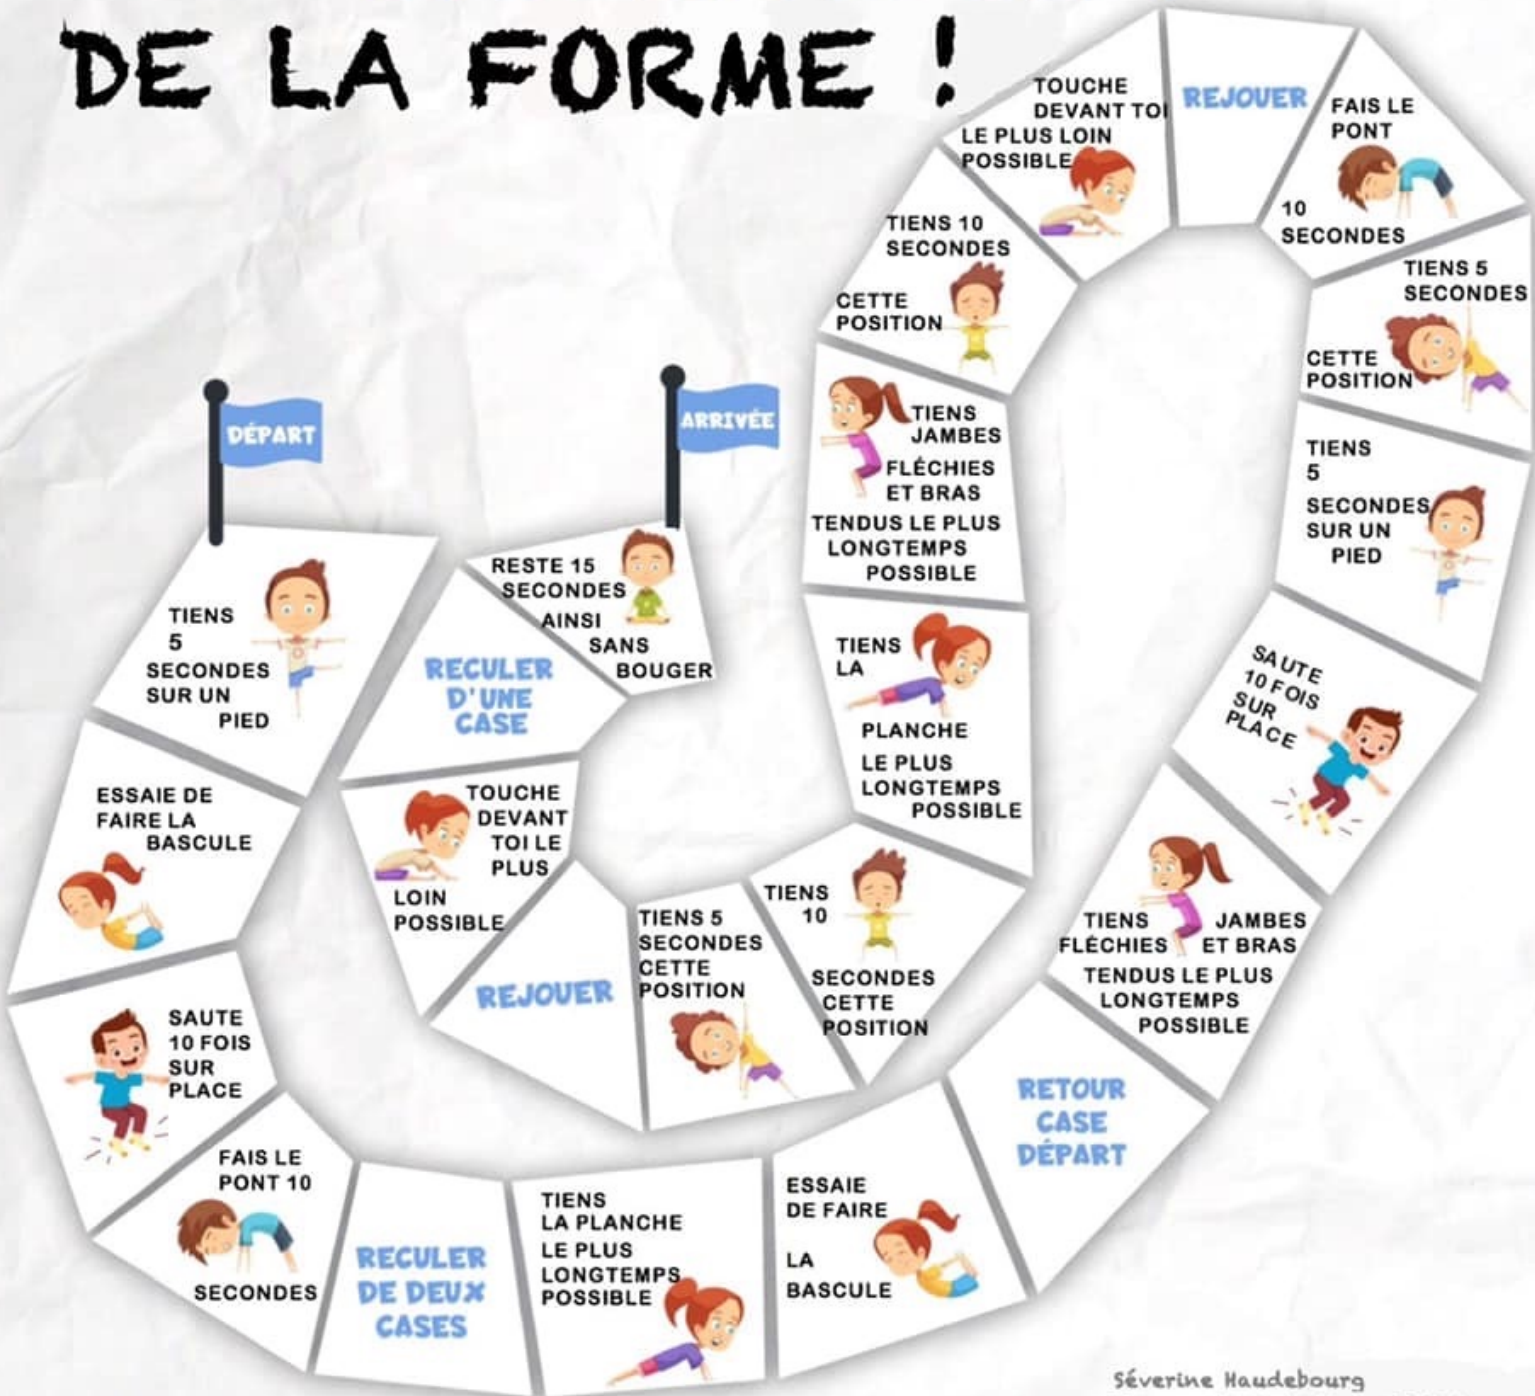 DE LA FORME !
DÉPART
TIENS
5
SECONDES
SUR UN
PIED
ESSAIE DE
FAIRE LA
BASCULE
SAUTE
10 FOIS
SUR
PLACE
FAIS LE
PONT 10
SECONDES
RECULER
DE DEUX
CASES
TIENS
LA PLANCHE
LE PLUS
LONGTEMPS
POSSIBLE
ESSAIE
DE FAIRE
LA
BASCULE
RETOUR
CASE
DÉPART
TIENS JAMBES
FLÉCHIES ET BRAS
TENDUS LE PLUS
LONGTEMPS
POSSIBLE
SAUTE
10 FOIS
SUR
PLACE
TIENS
5
SECONDES
SUR UN
PIED
TIENS 5
SECONDES
CETTE
POSITION
FAIS LE
PONT
10
SECONDES
REJOUER
TOUCHE
DEVANT TOI
LE PLUS LOIN
POSSIBLE
TIENS 10
SECONDES
CETTE
POSITION
TIENS
JAMBES
FLÉCHIES
ET BRAS
TENDUS LE PLUS
LONGTEMPS
POSSIBLE
TIENS
LA
PLANCHE
LE PLUS
LONGTEMPS
POSSIBLE
TIENS
10
SECONDES
CETTE
POSITION
TIENS 5
SECONDES
CETTE
POSITION
REJOUER
TOUCHE
DEVANT
TOI LE
PLUS
LOIN
POSSIBLE
RECULER
D'UNE
CASE
RESTE 15
SECONDES
AINSI
SANS
BOUGER
ARRIVÉE
Séverine Haudebourg